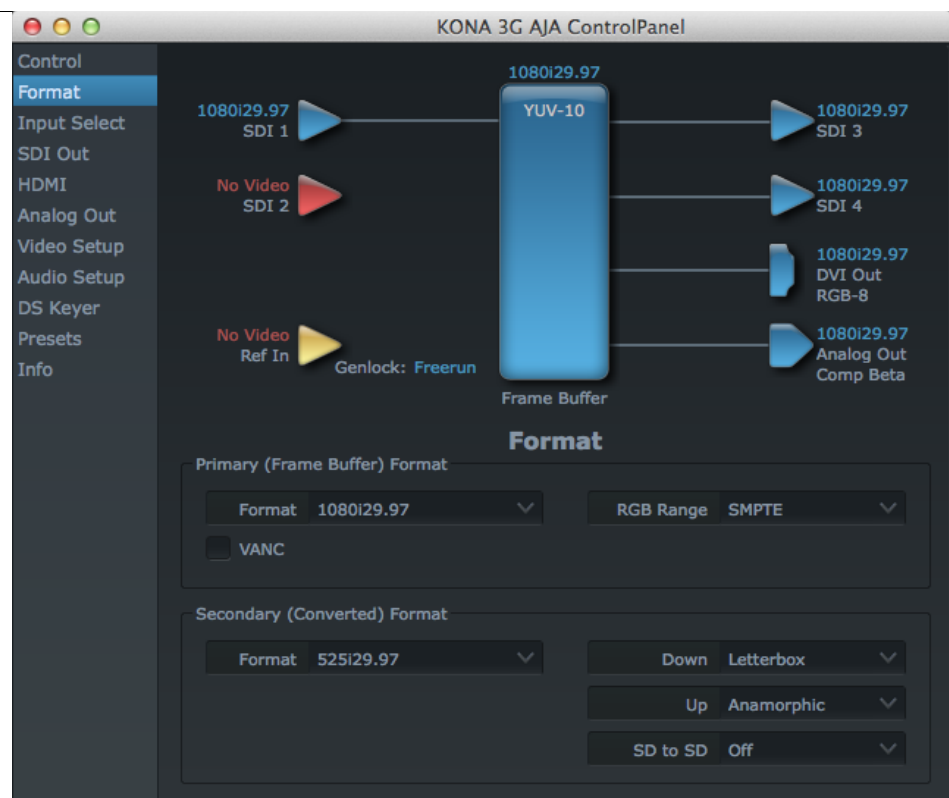 KONA 3G AJA ControlPanel
Control
Format
Input Select
SDI Out
HDMI
Analog Out
Video Setup
Audio Setup
DS Keyer
Presets
Info
1080i29.97
YUV-10
1080i29.97
SDI 1
No Video
SDI 2
No Video
Ref In
Genlock: Freerun
Frame Buffer
1080i29.97
SDI 3
1080i29.97
SDI 4
1080i29.97
DVI Out
RGB-8
1080i29.97
Analog Out
Comp Beta
Format
Primary (Frame Buffer) Format
Format 1080i29.97
RGB Range SMPTE
VANC
Secondary (Converted) Format
Format 525i29.97
Down Letterbox
Up Anamorphic
SD to SD Off